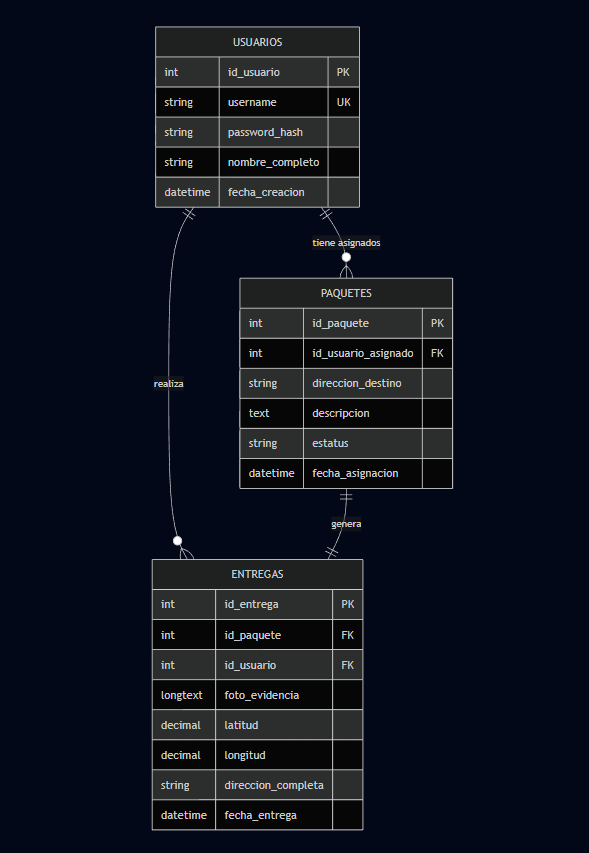 USUARIOS
int id_usuario PK
string username UK
string password_hash
string nombre_completo
datetime fecha_creacion
tiene asignados
PAQUETES
int id_paquete PK
int id_usuario_asignado FK
string direccion_destino
text descripcion
string estatus
datetime fecha_asignacion
realiza
genera
ENTREGAS
int id_entrega PK
int id_paquete FK
int id_usuario FK
longtext foto_evidencia
decimal latitud
decimal longitud
string direccion_completa
datetime fecha_entrega